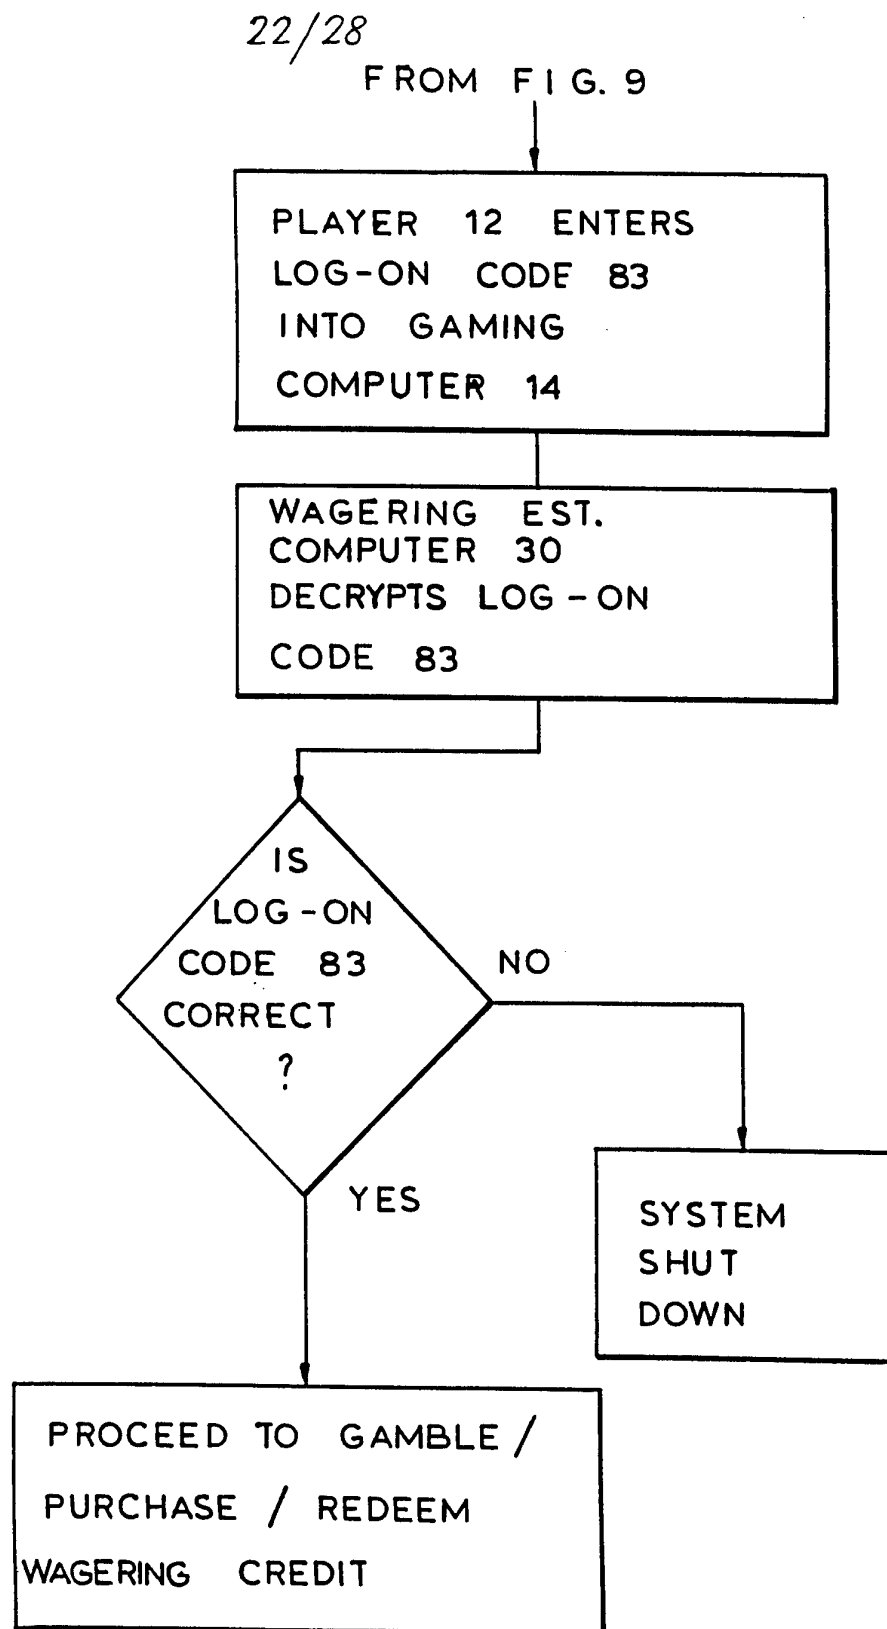 22/28
FROM FIG. 9
PLAYER 12 ENTERS
LOG-ON CODE 83
INTO GAMING
COMPUTER 14
WAGERING EST.
COMPUTER 30
DECRYPTS LOG-ON
CODE 83
IS
LOG-ON
CODE 83
CORRECT
?
NO
YES
SYSTEM
SHUT
DOWN
PROCEED TO GAMBLE /
PURCHASE / REDEEM
WAGERING CREDIT